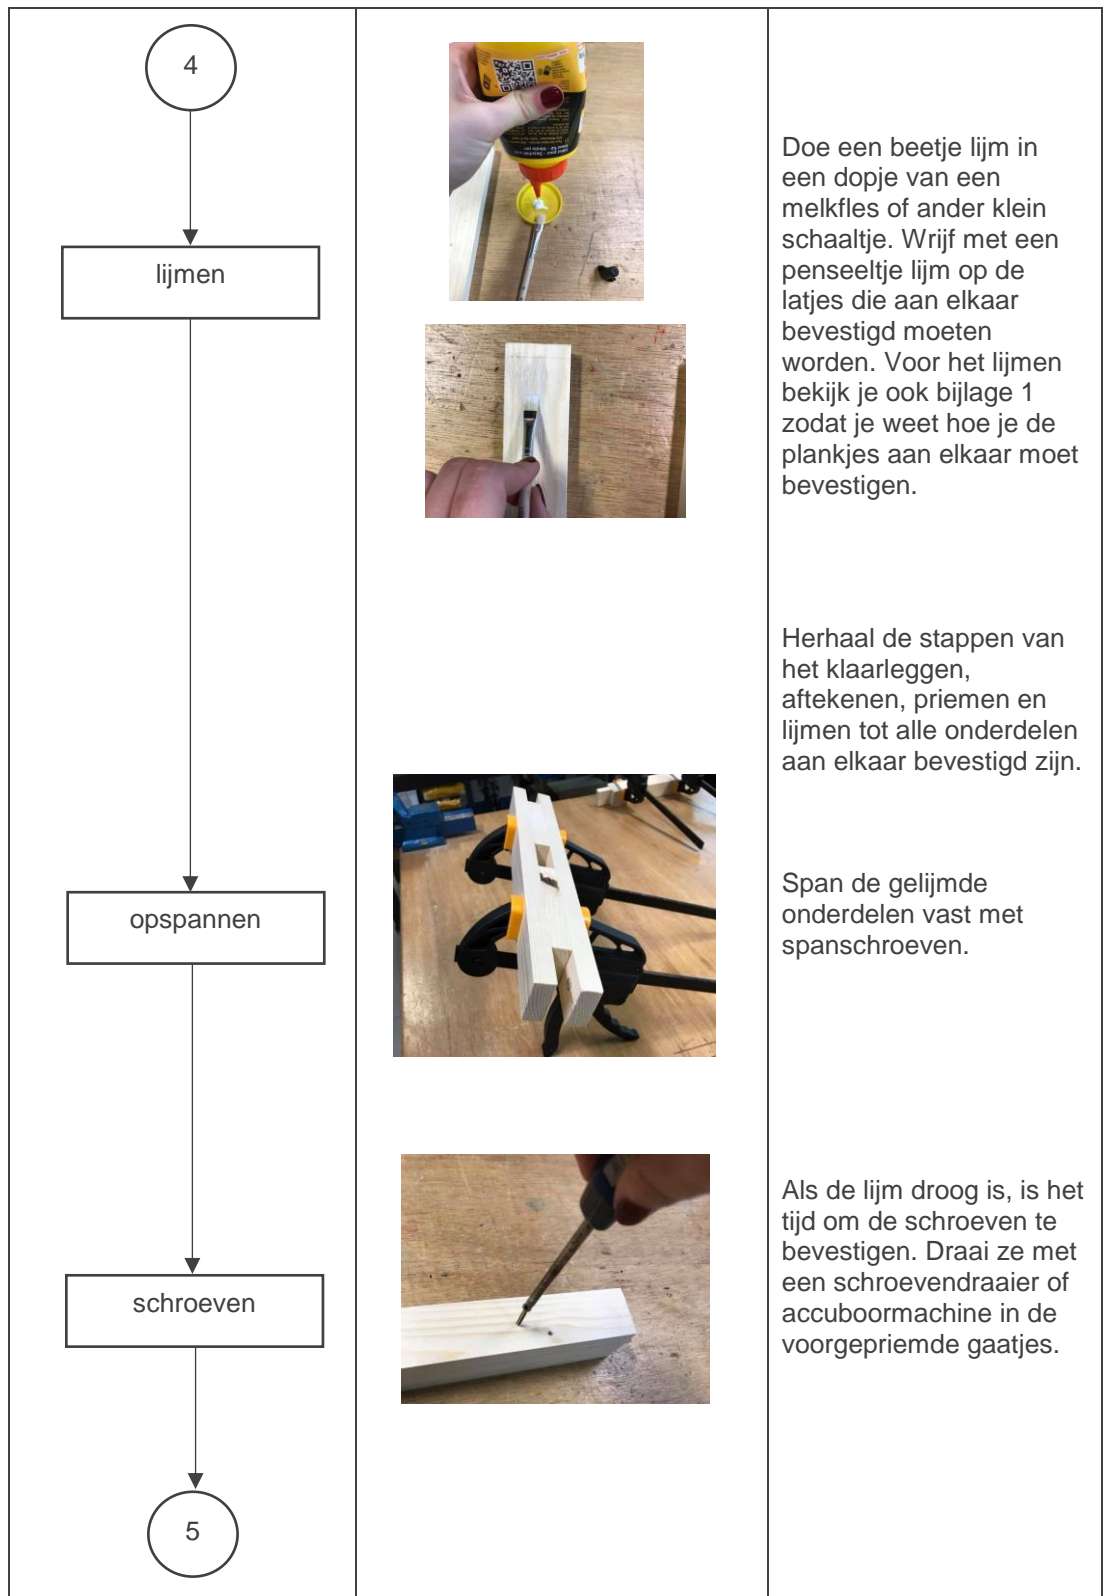 4
lijmen
Doe een beetje lijm in
een dopje van een
melkfles of ander klein
schaaltje. Wrijf met een
penseeltje lijm op de
latjes die aan elkaar
bevestigd moeten
worden. Voor het lijmen
bekijk je ook bijlage 1
zodat je weet hoe je de
plankjes aan elkaar moet
bevestigen.
Herhaal de stappen van
het klaarleggen,
aftekenen, priemen en
lijmen tot alle onderdelen
aan elkaar bevestigd zijn.
opspannen
Span de gelijmde
onderdelen vast met
spanschroeven.
schroeven
Als de lijm droog is, is het
tijd om de schroeven te
bevestigen. Draai ze met
een schroevendraaier of
accuboormachine in de
voorgepriemde gaatjes.
5